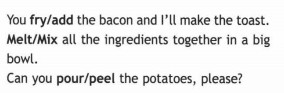 You fry/add the bacon and I'll make the toast.
Melt/Mix all the ingredients together in a big
bowl.
Can you pour/peel the potatoes, please?